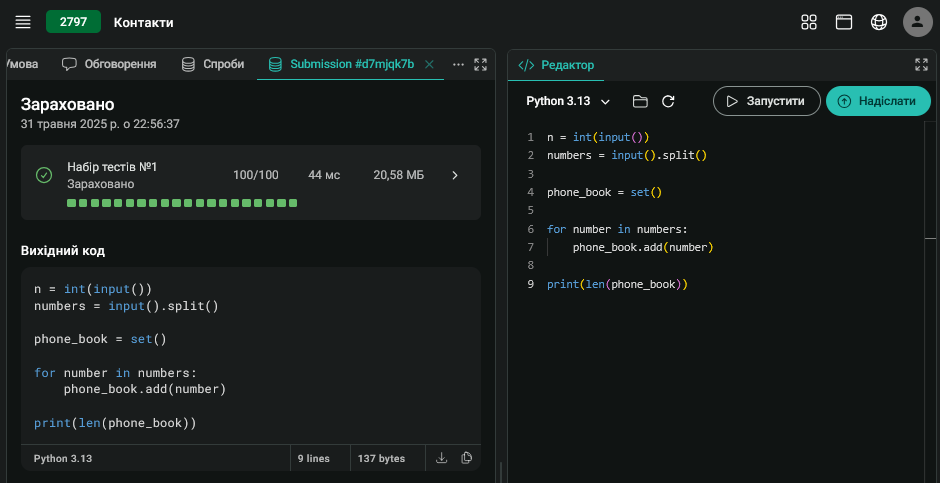 2797 Контакти
Умова Обговорення Спроби Submission #d7mjqk7b
Зараховано
31 травня 2025 р. о 22:56:37
Набір тестів №1
Зараховано
100/100 44 мс 20,58 МБ
Вихідний код
n = int(input())
numbers = input().split()
phone_book = set()
for number in numbers:
    phone_book.add(number)
print(len(phone_book))
Python 3.13 9 lines 137 bytes
Редактор
Python 3.13 Запустити Надіслати
1 n = int(input())
2 numbers = input().split()
3
4 phone_book = set()
5
6 for number in numbers:
7     phone_book.add(number)
8
9 print(len(phone_book))